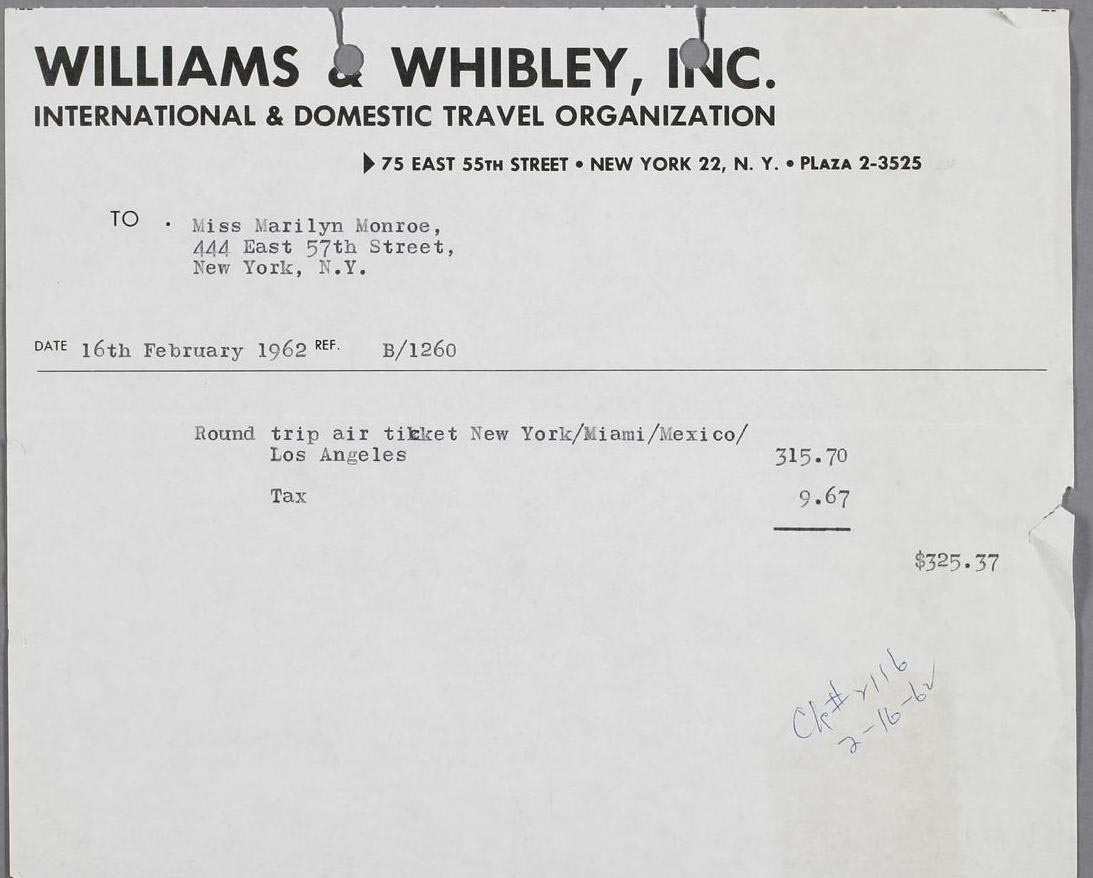 WILLIAMS & WHIBLEY, INC.
INTERNATIONAL & DOMESTIC TRAVEL ORGANIZATION
75 EAST 55TH STREET • NEW YORK 22, N. Y. • PLAZA 2-3525
TO · Miss Marilyn Monroe,
444 East 57th Street,
New York, N.Y.
DATE 16th February 1962 REF. B/1260
Round trip air ticket New York/Miami/Mexico/
Los Angeles 315.70
Tax 9.67
$325.37
Ck# 2116
2-16-62